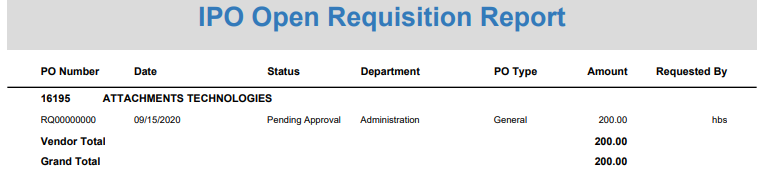 IPO Open Requisition Report
PO Number Date Status Department PO Type Amount Requested By
16195 ATTACHMENTS TECHNOLOGIES
RQ00000000 09/15/2020 Pending Approval Administration General 200.00 hbs
Vendor Total 200.00
Grand Total 200.00